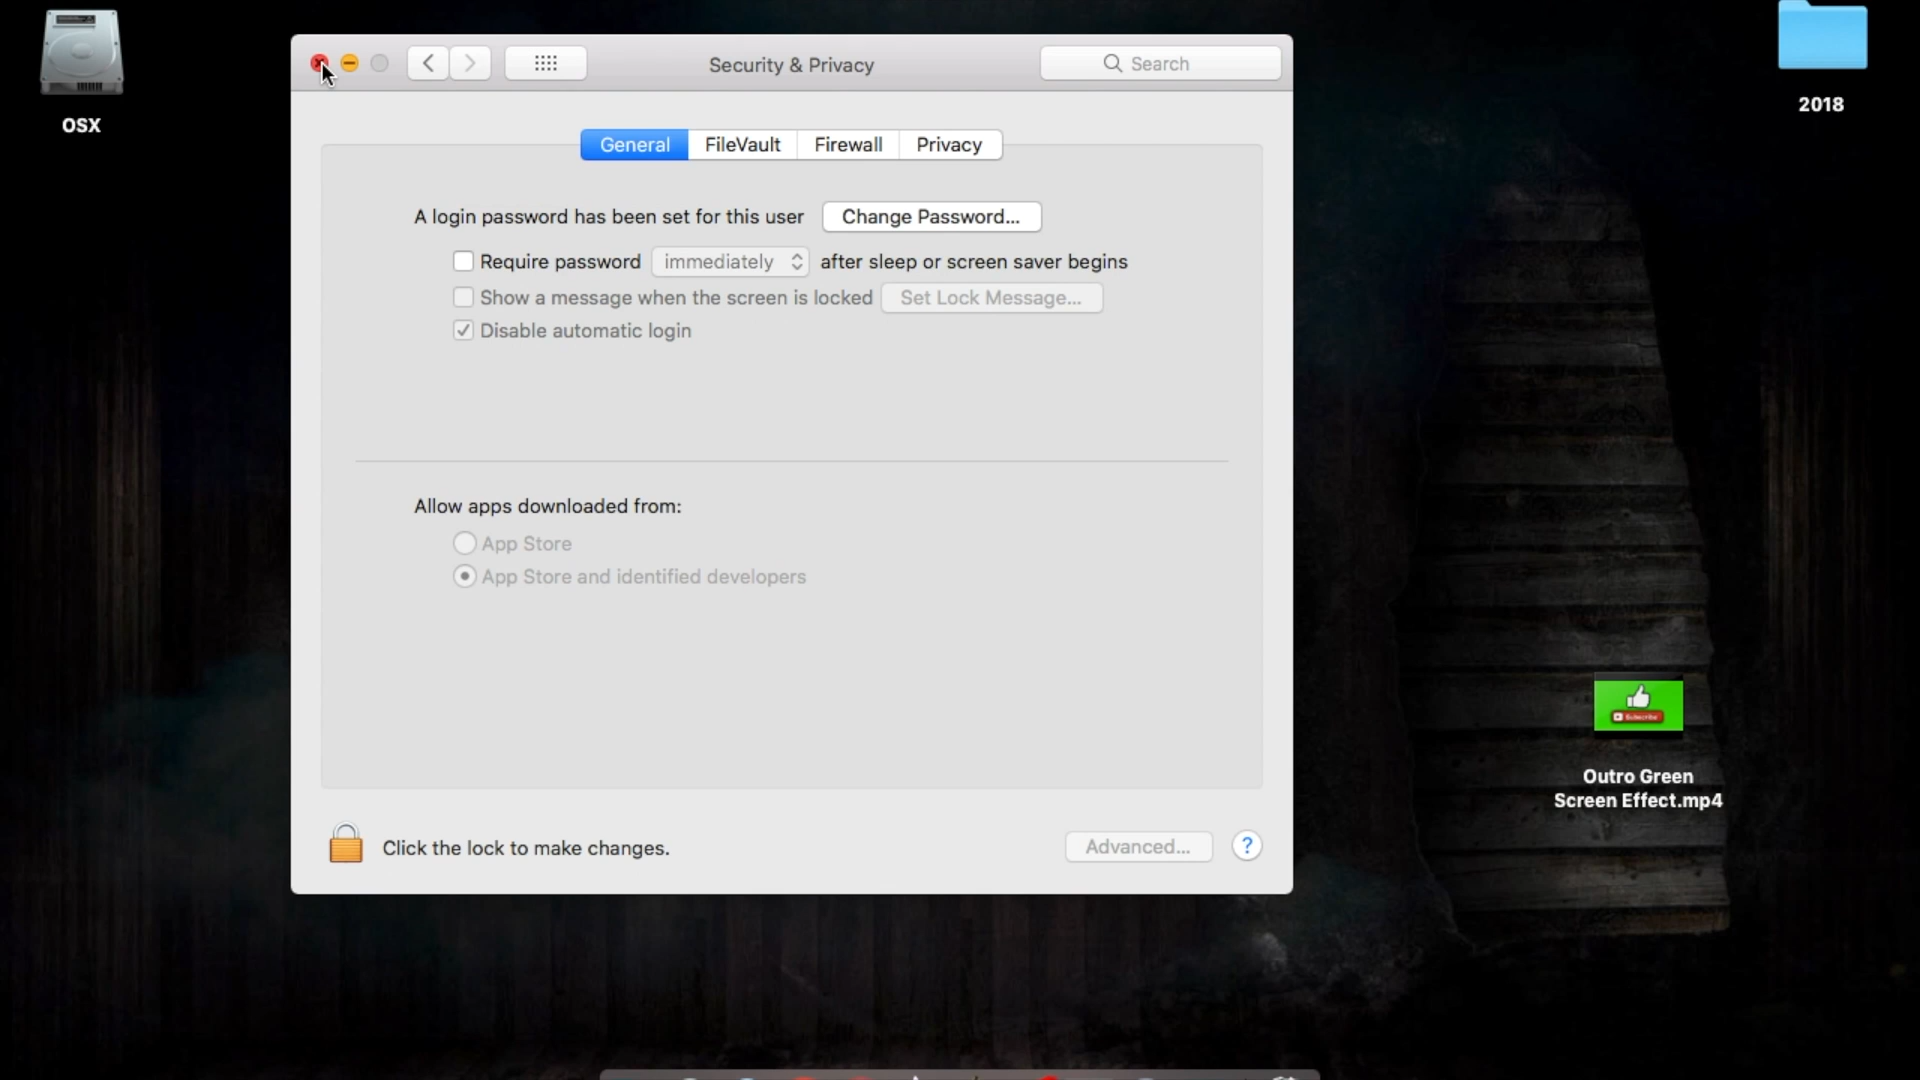 OSX
Security & Privacy
Search
2018
General
FileVault
Firewall
Privacy
A login password has been set for this user
Change Password...
Require password
immediately
after sleep or screen saver begins
Show a message when the screen is locked
Set Lock Message...
Disable automatic login
Allow apps downloaded from:
App Store
App Store and identified developers
Subscribe
Outro Green
Screen Effect.mp4
Click the lock to make changes.
Advanced...
?